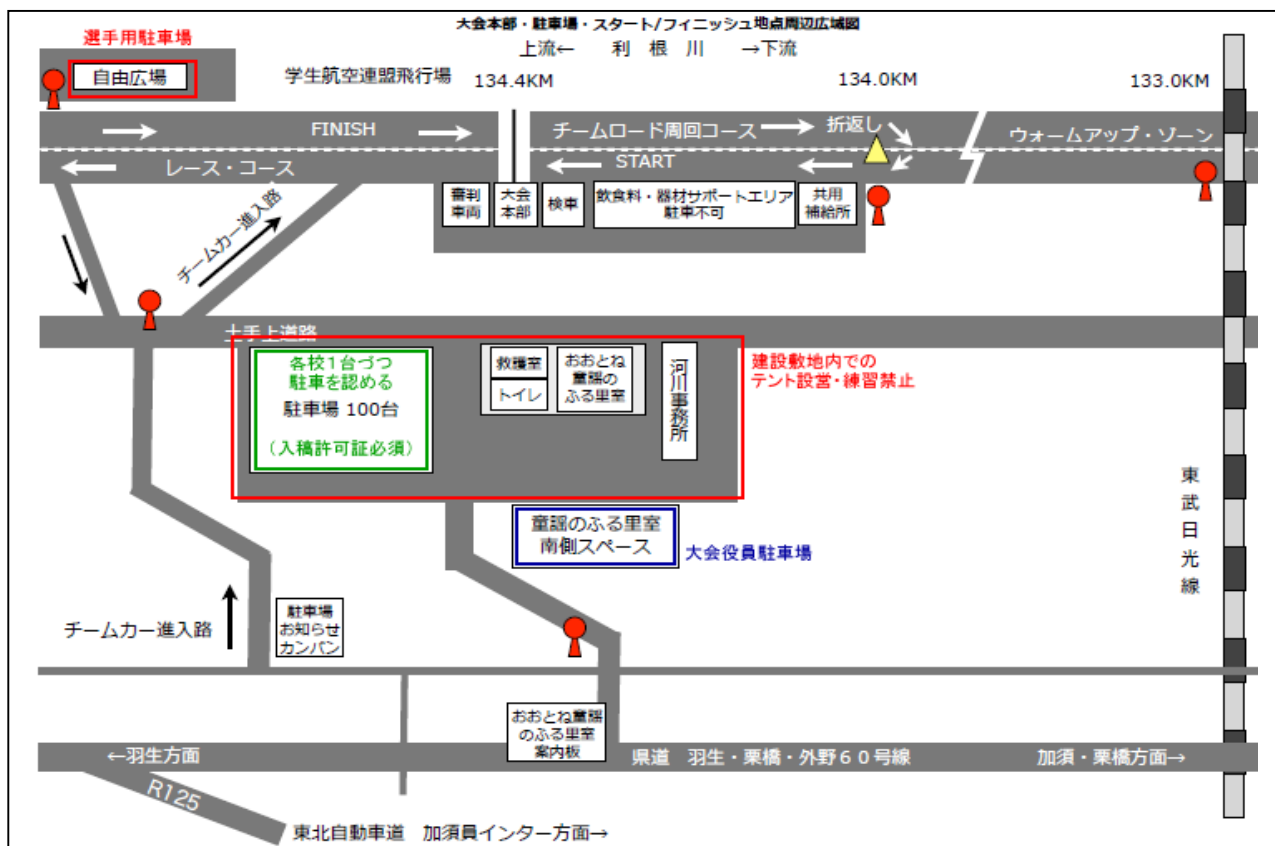 大会本部・駐車場・スタート/フィニッシュ地点周辺広域図
選手用駐車場
上流← 利根川 →下流
自由広場
学生航空連盟飛行場
134.4KM
134.0KM
133.0KM
FINISH
チームロード周回コース
折返し
ウォームアップ・ゾーン
レース・コース
START
審判
車両
大会
本部
検車
飲食料・器材サポートエリア
駐車不可
共用
補給所
チームカー進入路
土手上道路
各校1台づつ
駐車を認める
駐車場 100台
(入稿許可証必須)
救護室
トイレ
おおとね
童謡の
ふる里室
河川事務所
建設敷地内での
テント設営・練習禁止
童謡のふる里室
南側スペース
大会役員駐車場
東武日光線
チームカー進入路
駐車場
お知らせ
カンバン
おおとね童謡
のふる里室
案内板
←羽生方面
県道 羽生・栗橋・外野60号線
加須・栗橋方面→
R125
東北自動車道 加須員インター方面→